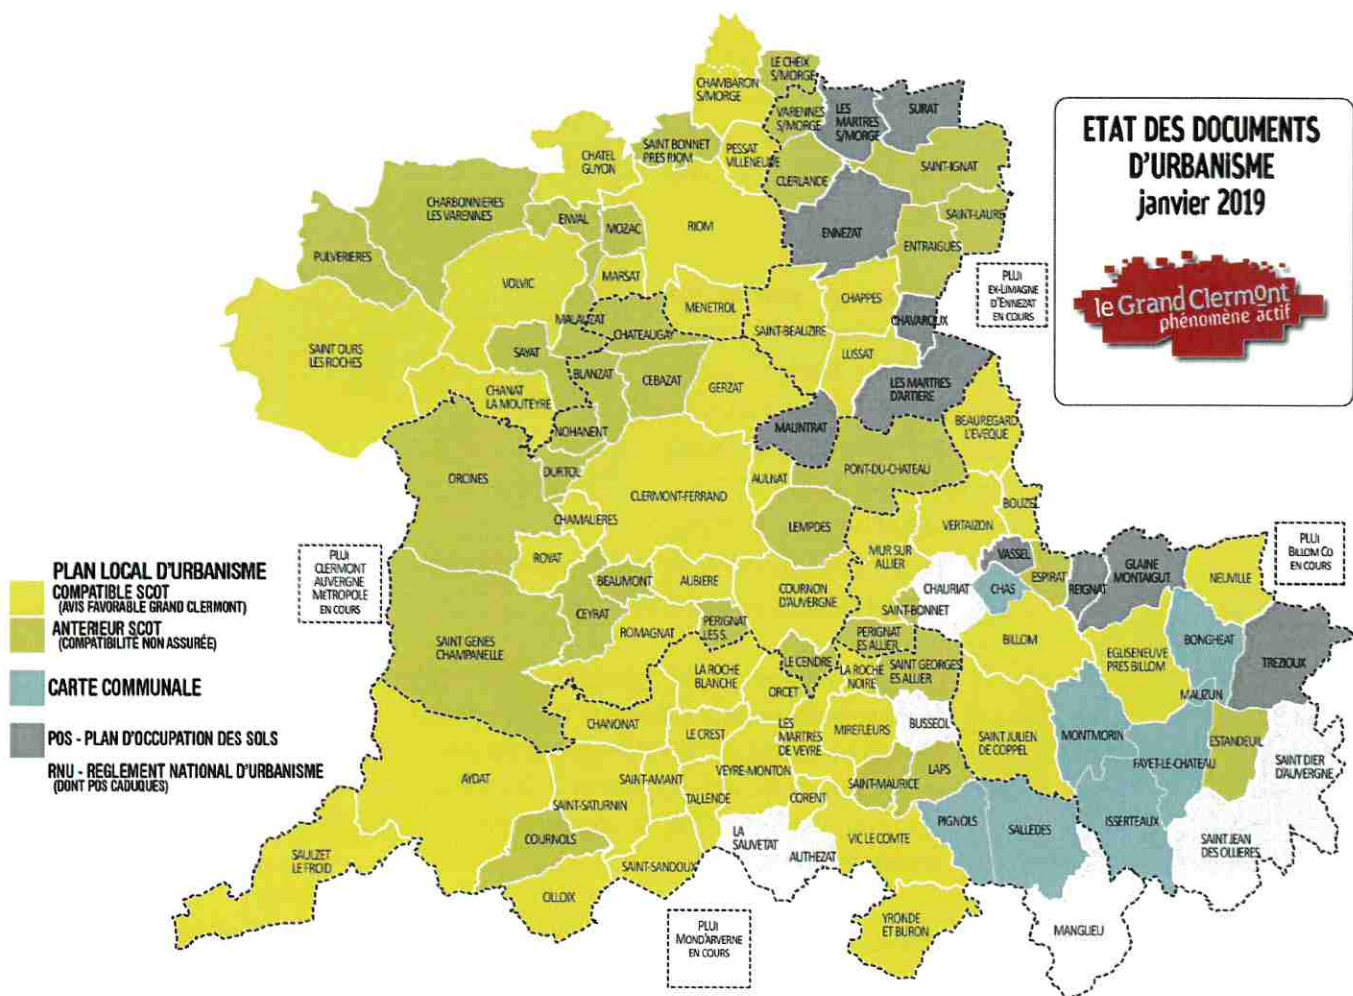 ETAT DES DOCUMENTS
D'URBANISME
janvier 2019
le Grand Clermont
phénomène actif
CHAMBARON
S/MORGE
LE CHEIX
S/MORGE
VARENNES
S/MORGE
LES
MARTRES
S/MORGE
SURAT
CHATEL
GUYON
SAINT BONNET
PRES RIOM
PESSAT
VILLENEUVE
CLERLANDE
SAINT-IGNAT
CHARBONNIERES
LES VARENNES
ENVAL
MOZAC
RIOM
ENNEZAT
SAINT-LAURE
ENTRAIGUES
PULVERIERES
VOLVIC
MARSAT
MENETROL
CHAPPES
PLUi
EX-LIMAGNE
D'ENNEZAT
EN COURS
MALAUZAT
CHATEAUGAY
SAINT-BEAUZIRE
CHAVAROUX
SAINT OURS
LES ROCHES
SAYAT
BLANZAT
CEBAZAT
GERZAT
LUSSAT
LES MARTRES
D'ARTIERE
CHANAT
LA MOUTEYRE
NOHANENT
MALINTRAT
BEAUREGARD
L'EVEQUE
ORCINES
DURTOL
CLERMONT-FERRAND
AULNAT
PONT-DU-CHATEAU
CHAMALIERES
LEMPDES
VERTAIZON
BOUZEL
ROYAT
MUR SUR
ALLIER
VASSEL
GLAINE
MONTAIGUT
NEUVILLE
PLUi
BILLOM CO
EN COURS
PLUi
CLERMONT
AUVERGNE
METROPOLE
EN COURS
BEAUMONT
AUBIERE
COURNON
D'AUVERGNE
CHAURIAT
CHAS
ESPIRAT
REIGNAT
PLAN LOCAL D'URBANISME
COMPATIBLE SCOT
(AVIS FAVORABLE GRAND CLERMONT)
ANTERIEUR SCOT
(COMPATIBILITÉ NON ASSURÉE)
CARTE COMMUNALE
POS - PLAN D'OCCUPATION DES SOLS
RNU - REGLEMENT NATIONAL D'URBANISME
(DONT POS CADUQUES)
CEYRAT
ROMAGNAT
PERIGNAT
LES S.
SAINT-BONNET
PERIGNAT
ES ALLIER
BILLOM
EGLISENEUVE
PRES BILLOM
BONGHEAT
TREZIOUX
SAINT GENES
CHAMPANELLE
LA ROCHE
BLANCHE
LE CENDRE
ORCET
LA ROCHE
NOIRE
SAINT GEORGES
ES ALLIER
MAUZUN
CHANONAT
LE CREST
LES
MARTRES
DE VEYRE
MIREFLEURS
BUSSEOL
SAINT JULIEN
DE COPPEL
MONTMORIN
FAYET-LE-CHATEAU
ESTANDEUIL
SAINT DIER
D'AUVERGNE
AYDAT
SAINT-SATURNIN
SAINT-AMANT
TALLENDE
VEYRE-MONTON
CORENT
SAINT-MAURICE
LAPS
PIGNOLS
SALLEDES
ISSERTEAUX
SAINT JEAN
DES OLLIERES
SAULZET
LE FROID
COURNOLS
OLLOIX
SAINT-SANDOUX
LA
SAUVETAT
AUTHEZAT
VIC LE COMTE
YRONDE
ET BURON
MANGLIEU
PLUi
MOND'ARVERNE
EN COURS